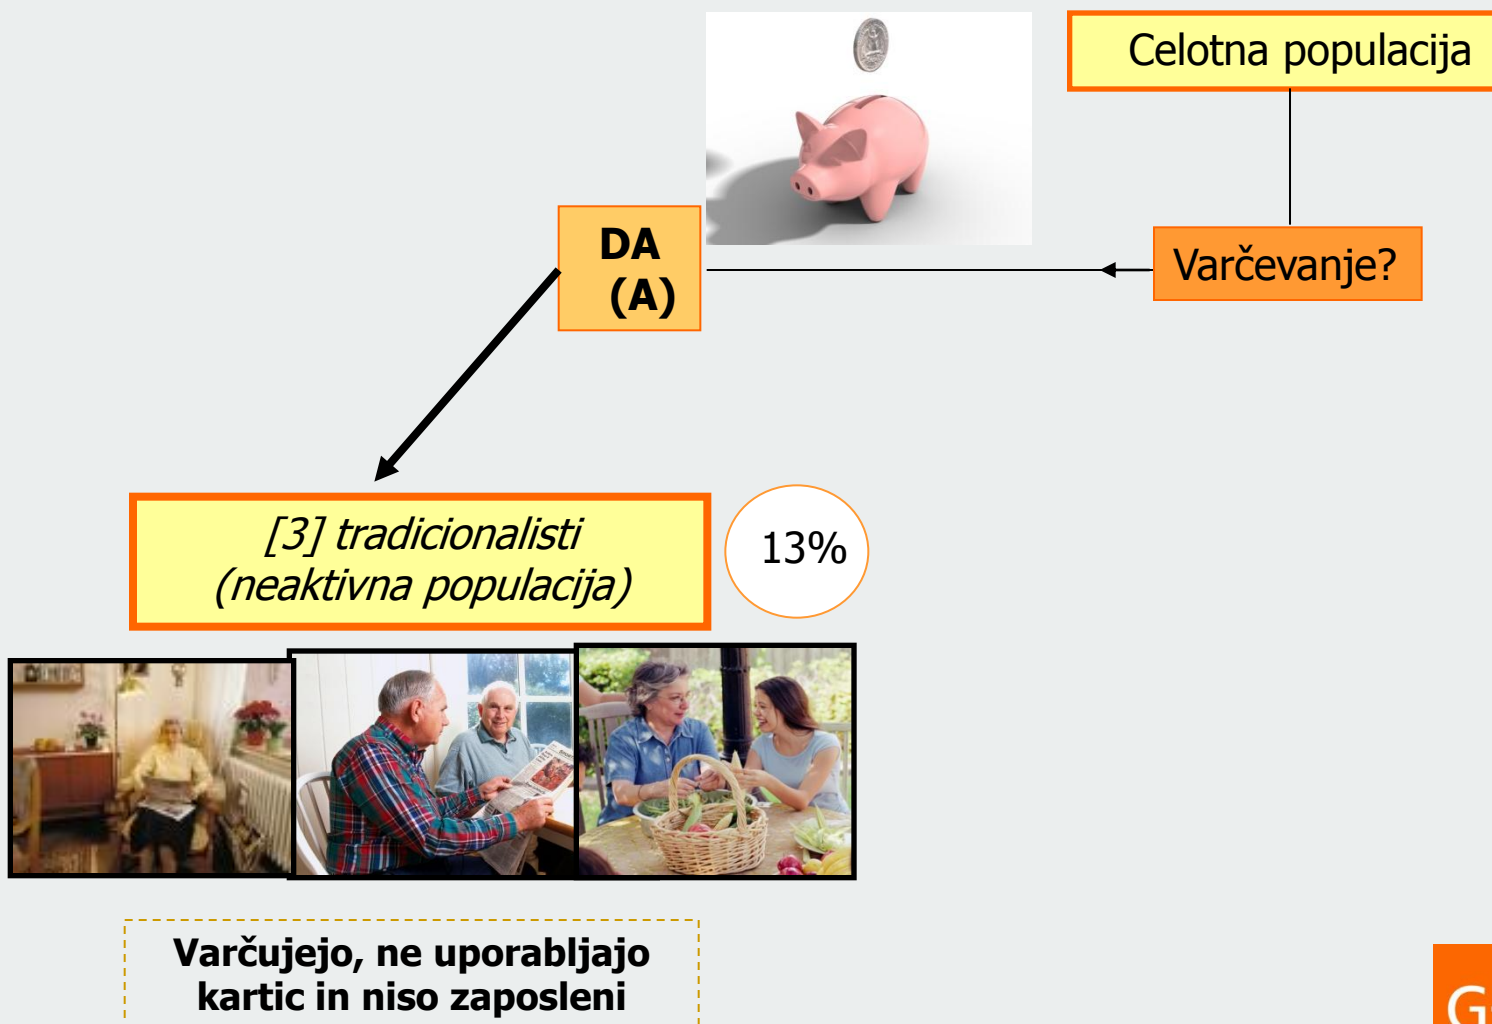 Celotna populacija
Varčevanje?
DA
(A)
[3] tradicionalisti
(neaktivna populacija)
13%
Varčujejo, ne uporabljajo
kartic in niso zaposleni